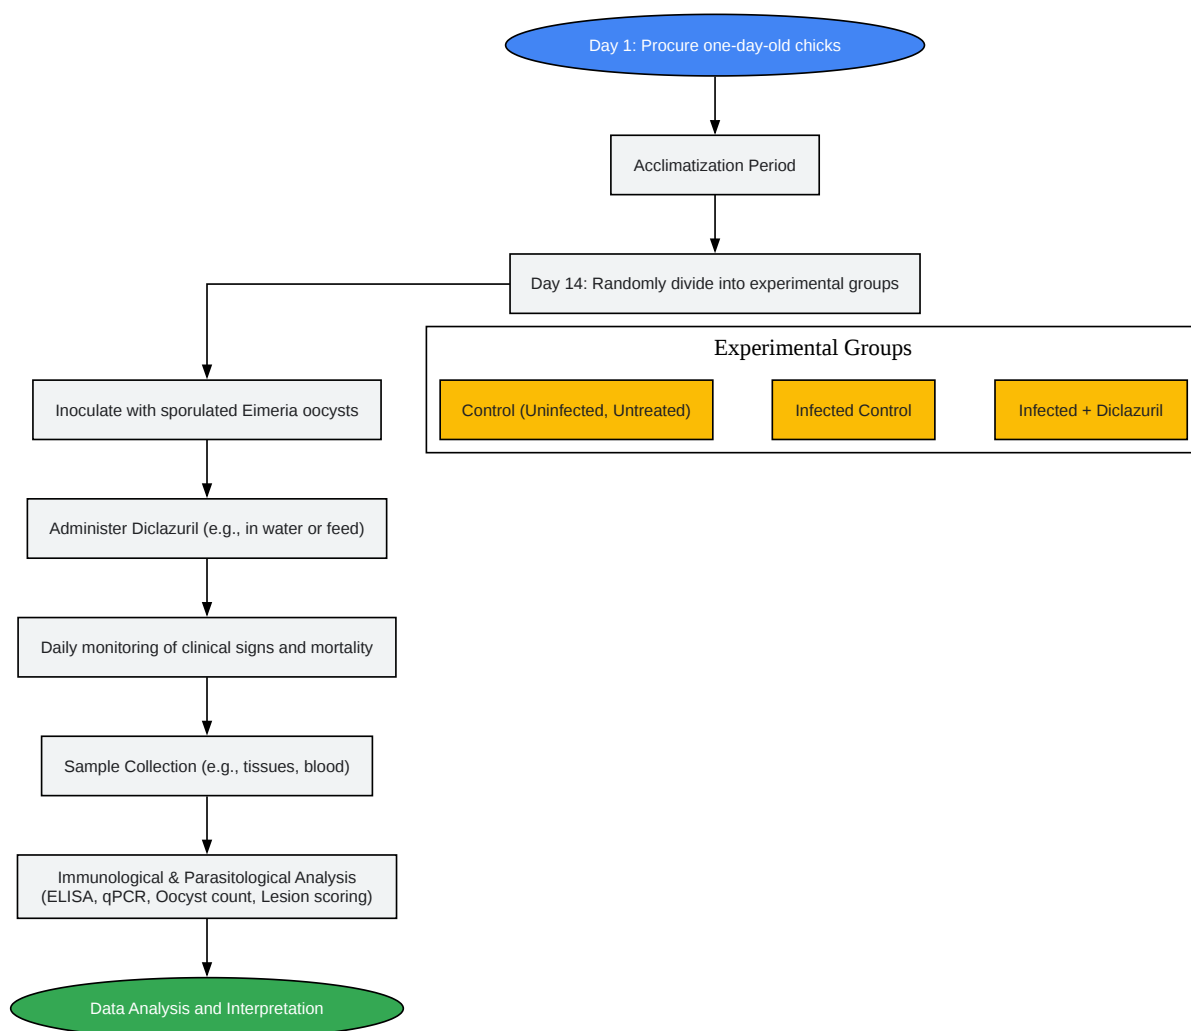 Day 1: Procure one-day-old chicks
Acclimatization Period
Day 14: Randomly divide into experimental groups
Experimental Groups
Control (Uninfected, Untreated)
Infected Control
Infected + Diclazuril
Inoculate with sporulated Eimeria oocysts
Administer Diclazuril (e.g., in water or feed)
Daily monitoring of clinical signs and mortality
Sample Collection (e.g., tissues, blood)
Immunological & Parasitological Analysis
(ELISA, qPCR, Oocyst count, Lesion scoring)
Data Analysis and Interpretation